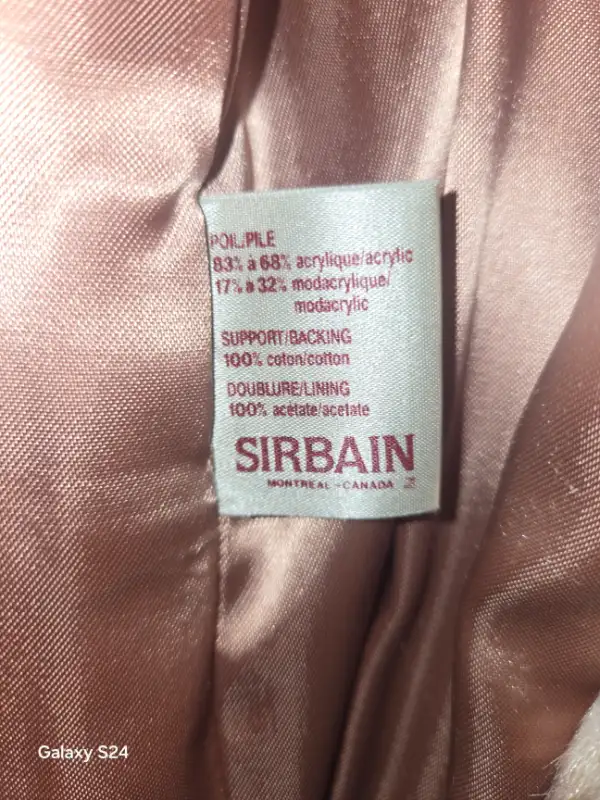 POIL/PILE
83% à 68% acrylique/acrylic
17% à 32% modacrylique/
modacrylic
SUPPORT/BACKING
100% coton/cotton
DOUBLURE/LINING
100% acétate/acetate
SIRBAIN
MONTREAL - CANADA
Galaxy S24